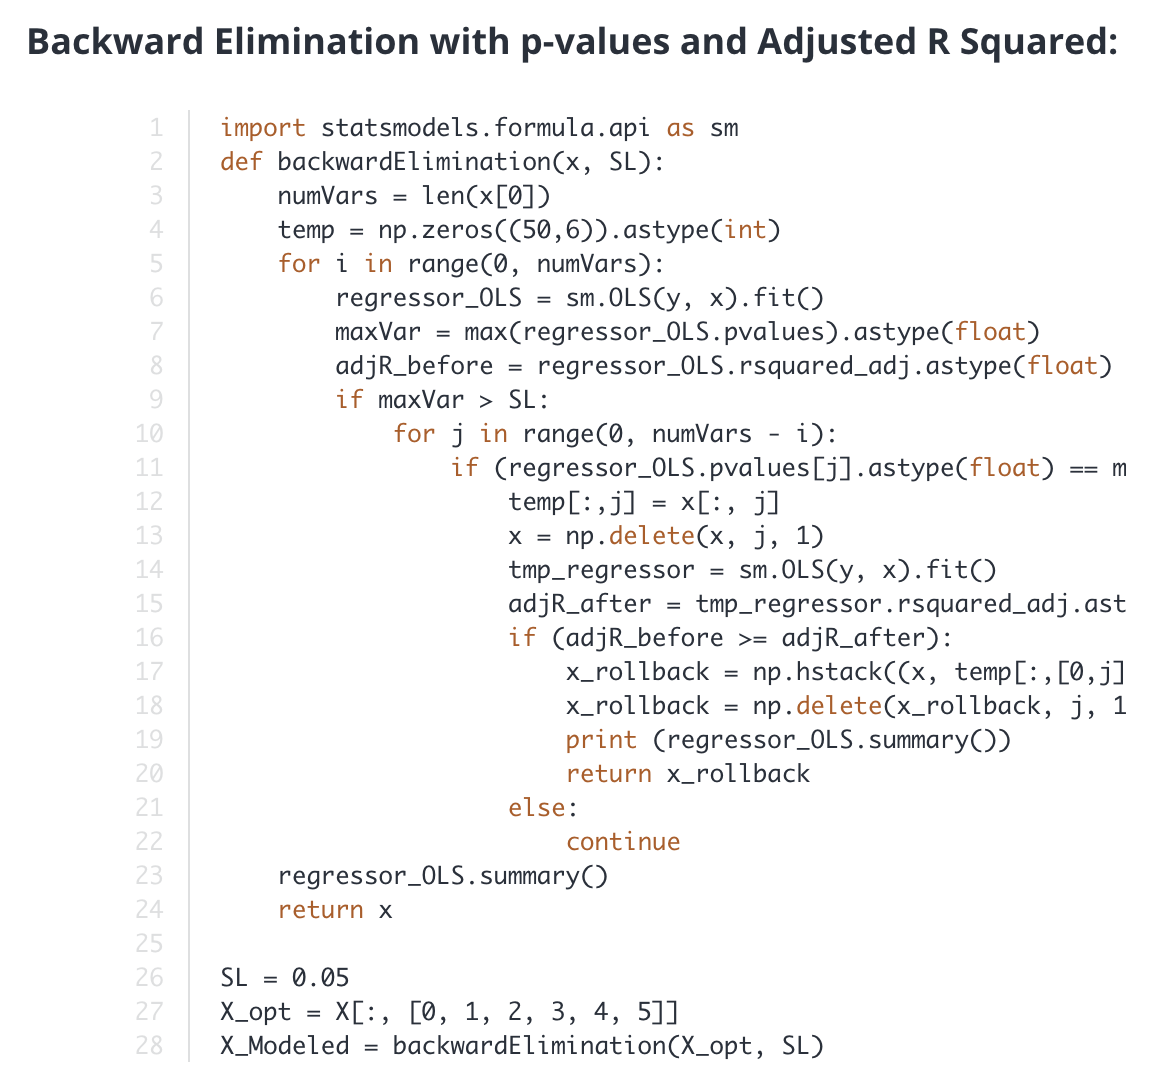 Backward Elimination with p-values and Adjusted R Squared:
1 import statsmodels.formula.api as sm
2 def backwardElimination(x, SL):
3     numVars = len(x[0])
4     temp = np.zeros((50,6)).astype(int)
5     for i in range(0, numVars):
6         regressor_OLS = sm.OLS(y, x).fit()
7         maxVar = max(regressor_OLS.pvalues).astype(float)
8         adjR_before = regressor_OLS.rsquared_adj.astype(float)
9         if maxVar > SL:
10             for j in range(0, numVars - i):
11                 if (regressor_OLS.pvalues[j].astype(float) == m
12                     temp[:,j] = x[:, j]
13                     x = np.delete(x, j, 1)
14                     tmp_regressor = sm.OLS(y, x).fit()
15                     adjR_after = tmp_regressor.rsquared_adj.ast
16                     if (adjR_before >= adjR_after):
17                         x_rollback = np.hstack((x, temp[:,[0,j]
18                         x_rollback = np.delete(x_rollback, j, 1
19                         print (regressor_OLS.summary())
20                         return x_rollback
21                     else:
22                         continue
23     regressor_OLS.summary()
24     return x
25
26 SL = 0.05
27 X_opt = X[:, [0, 1, 2, 3, 4, 5]]
28 X_Modeled = backwardElimination(X_opt, SL)